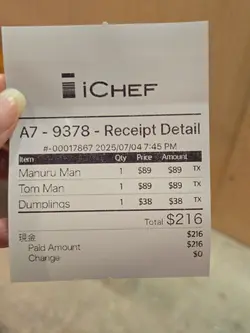 iCHEF
A7 - 9378 - Receipt Detail
#-00017867 2025/07/04 7:45 PM
Item Qty Price Amount
Manuru Man 1 $89 $89 TX
Tom Man 1 $89 $89 TX
Dumplings 1 $38 $38 TX
Total $216
現金 $216
Paid Amount $216
Change $0